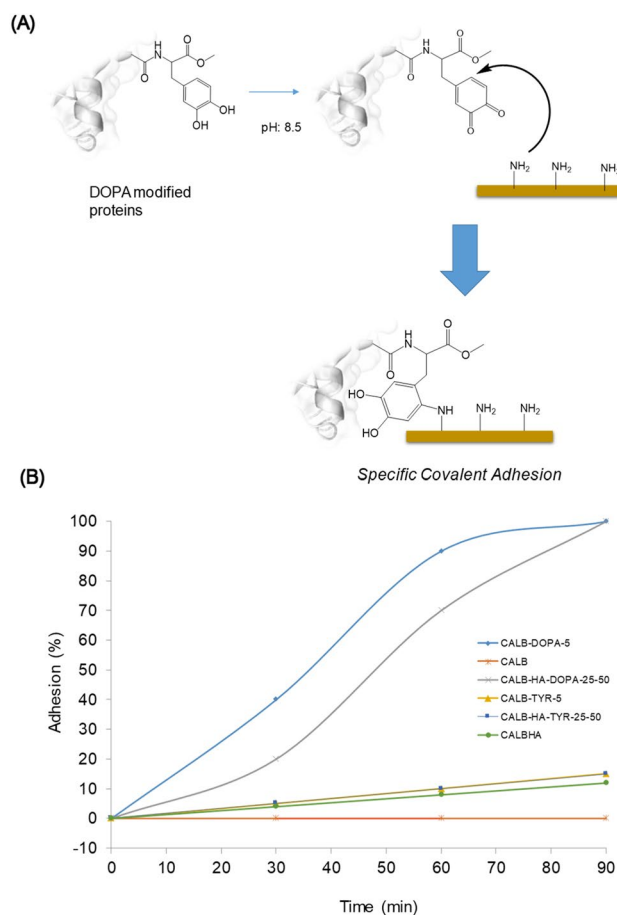 (A)
H
N
O
O
O
OH
OH
pH: 8.5
H
N
O
O
O
O
O
NH2
NH2
NH2
DOPA modified
proteins
H
N
O
O
O
HO
HO
NH
NH2
NH2
Specific Covalent Adhesion
(B)
100
90
80
70
60
50
40
30
20
10
0
-10
Adhesion (%)
CALB-DOPA-5
CALB
CALB-HA-DOPA-25-50
CALB-TYR-5
CALB-HA-TYR-25-50
CALBHA
0 10 20 30 40 50 60 70 80 90
Time (min)